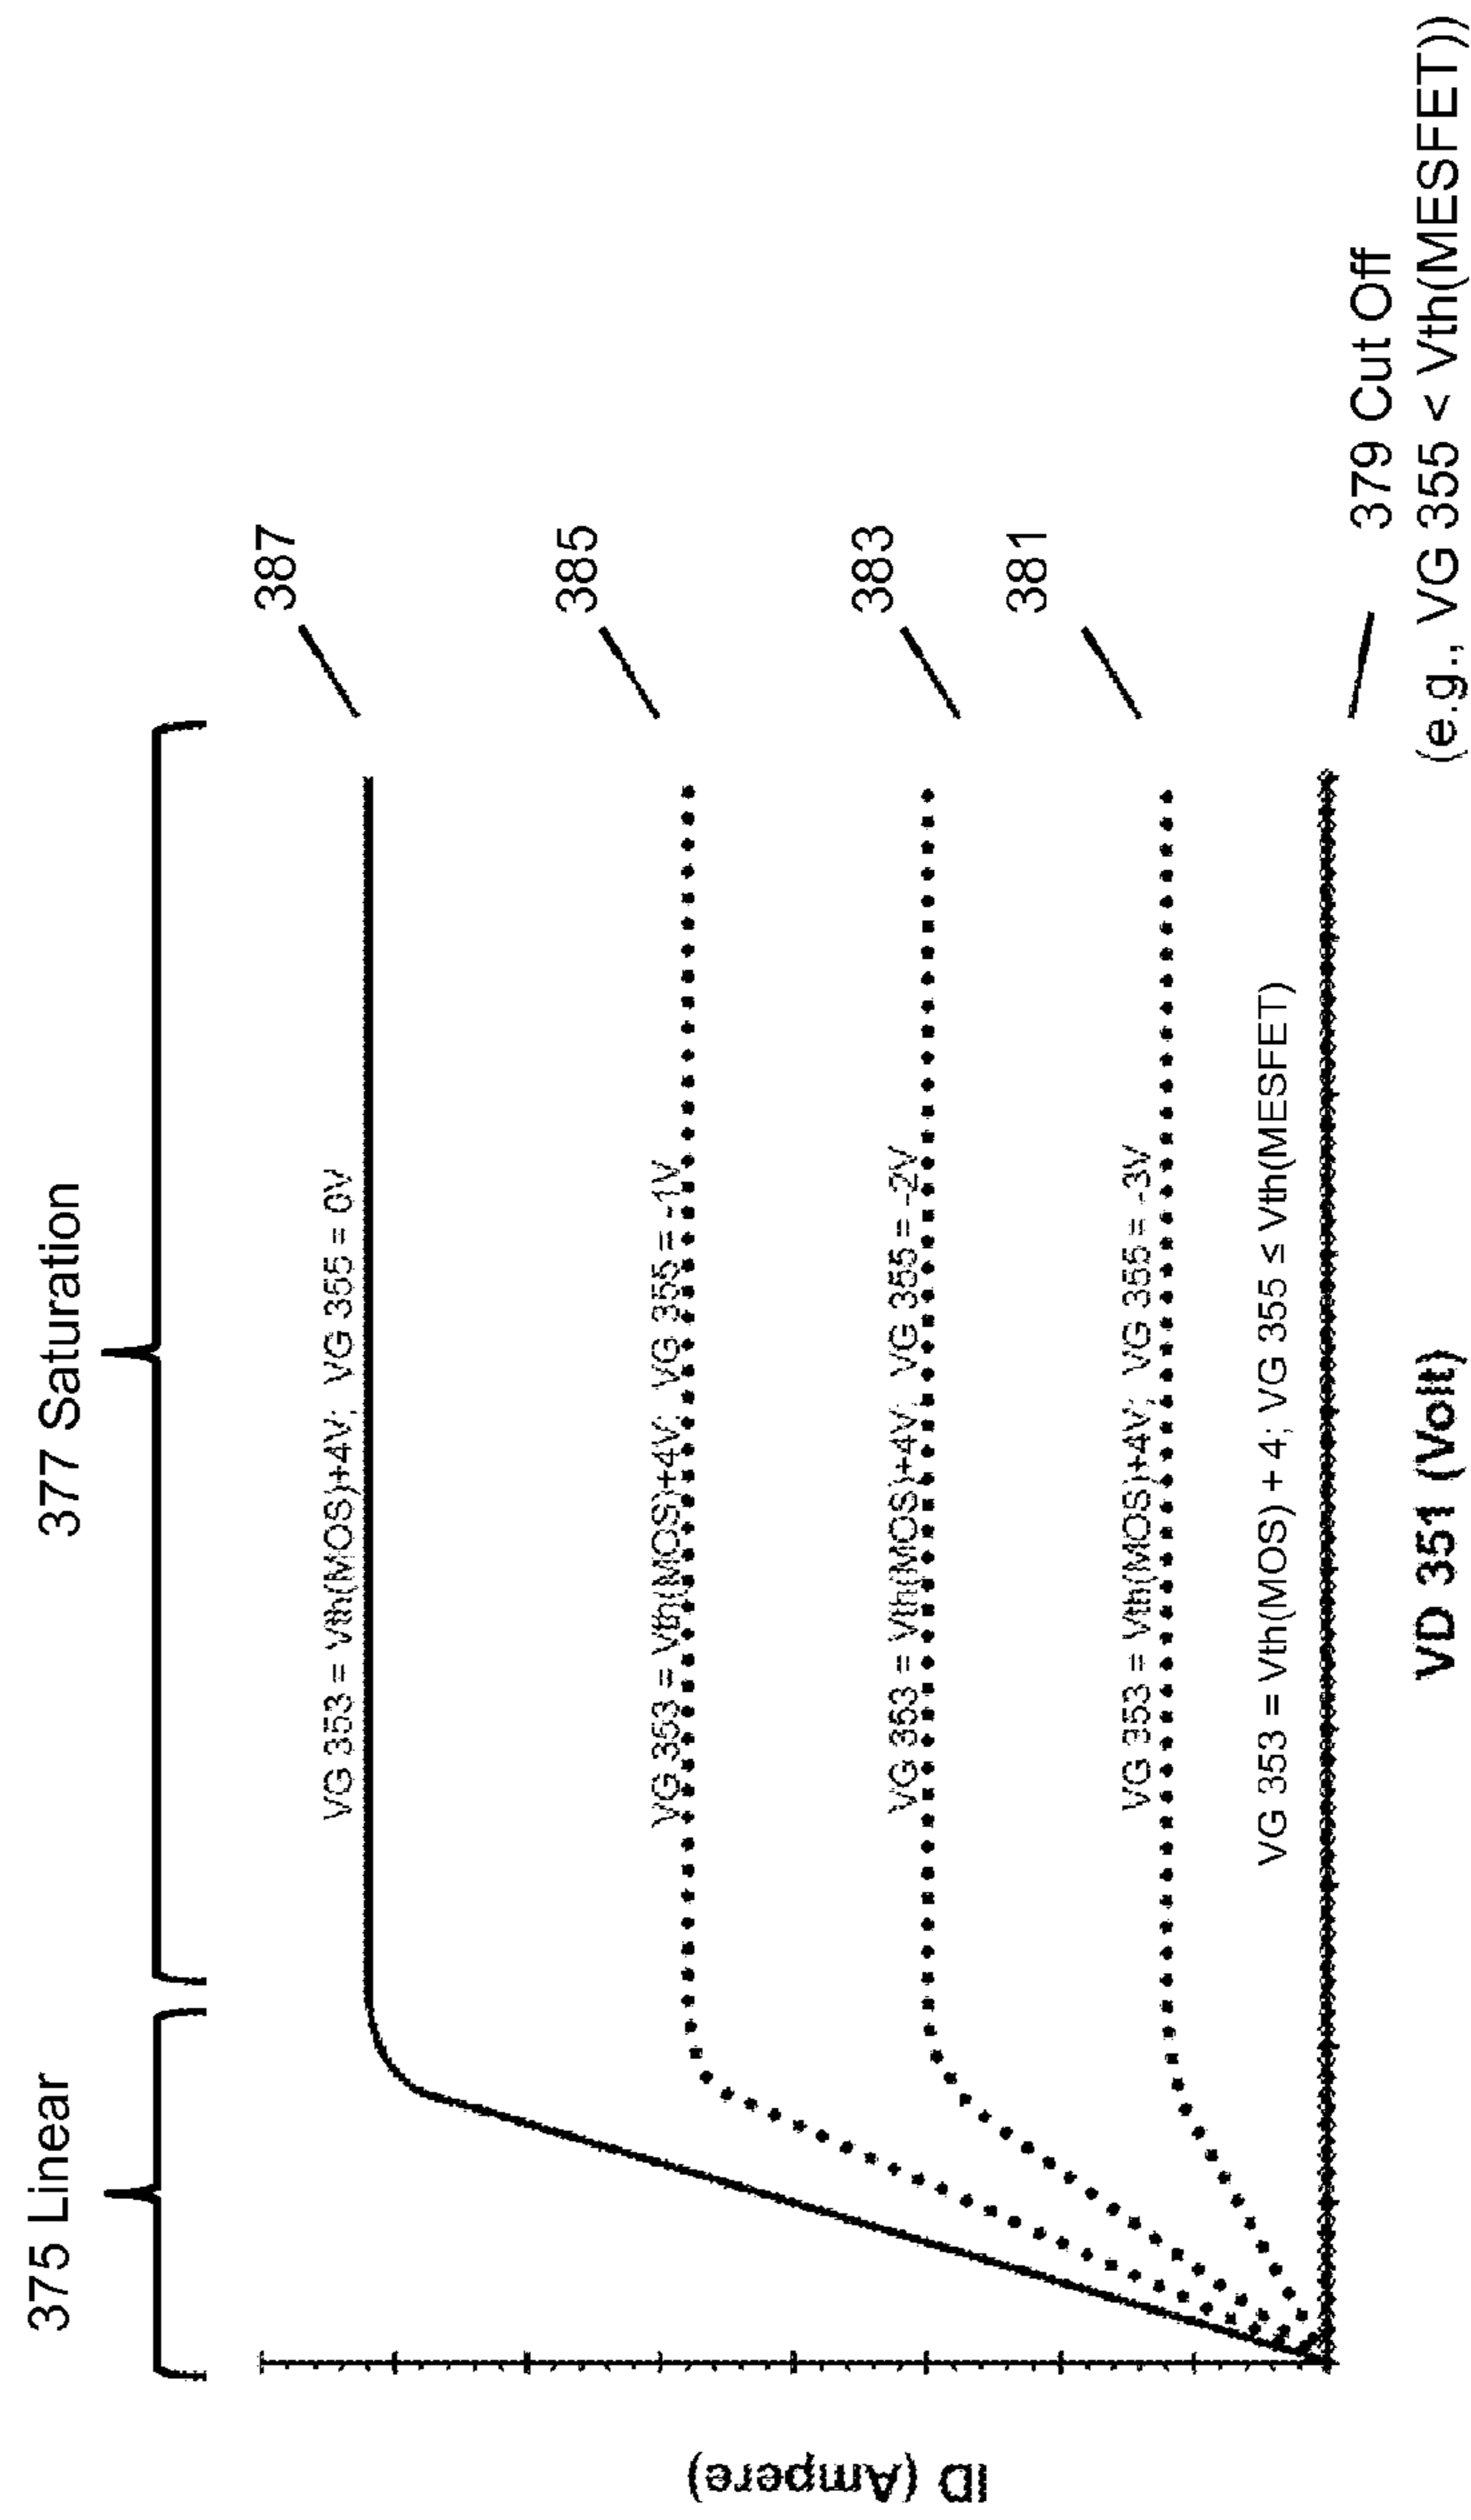 375 Linear
377 Saturation
387
VG 353 = Vth(MOS)+4V; VG 355 = 0V
385
VG 353 = Vth(MOS)+4V; VG 355 = -1V
383
VG 353 = Vth(MOS)+4V; VG 355 = -2V
381
VG 353 = Vth(MOS)+4V; VG 355 = -3V
VG 353 = Vth(MOS) + 4; VG 355 ≤ Vth(MESFET)
379 Cut Off
(e.g., VG 355 < Vth(MESFET))
VD 351 (Volt)
ID (Ampere)